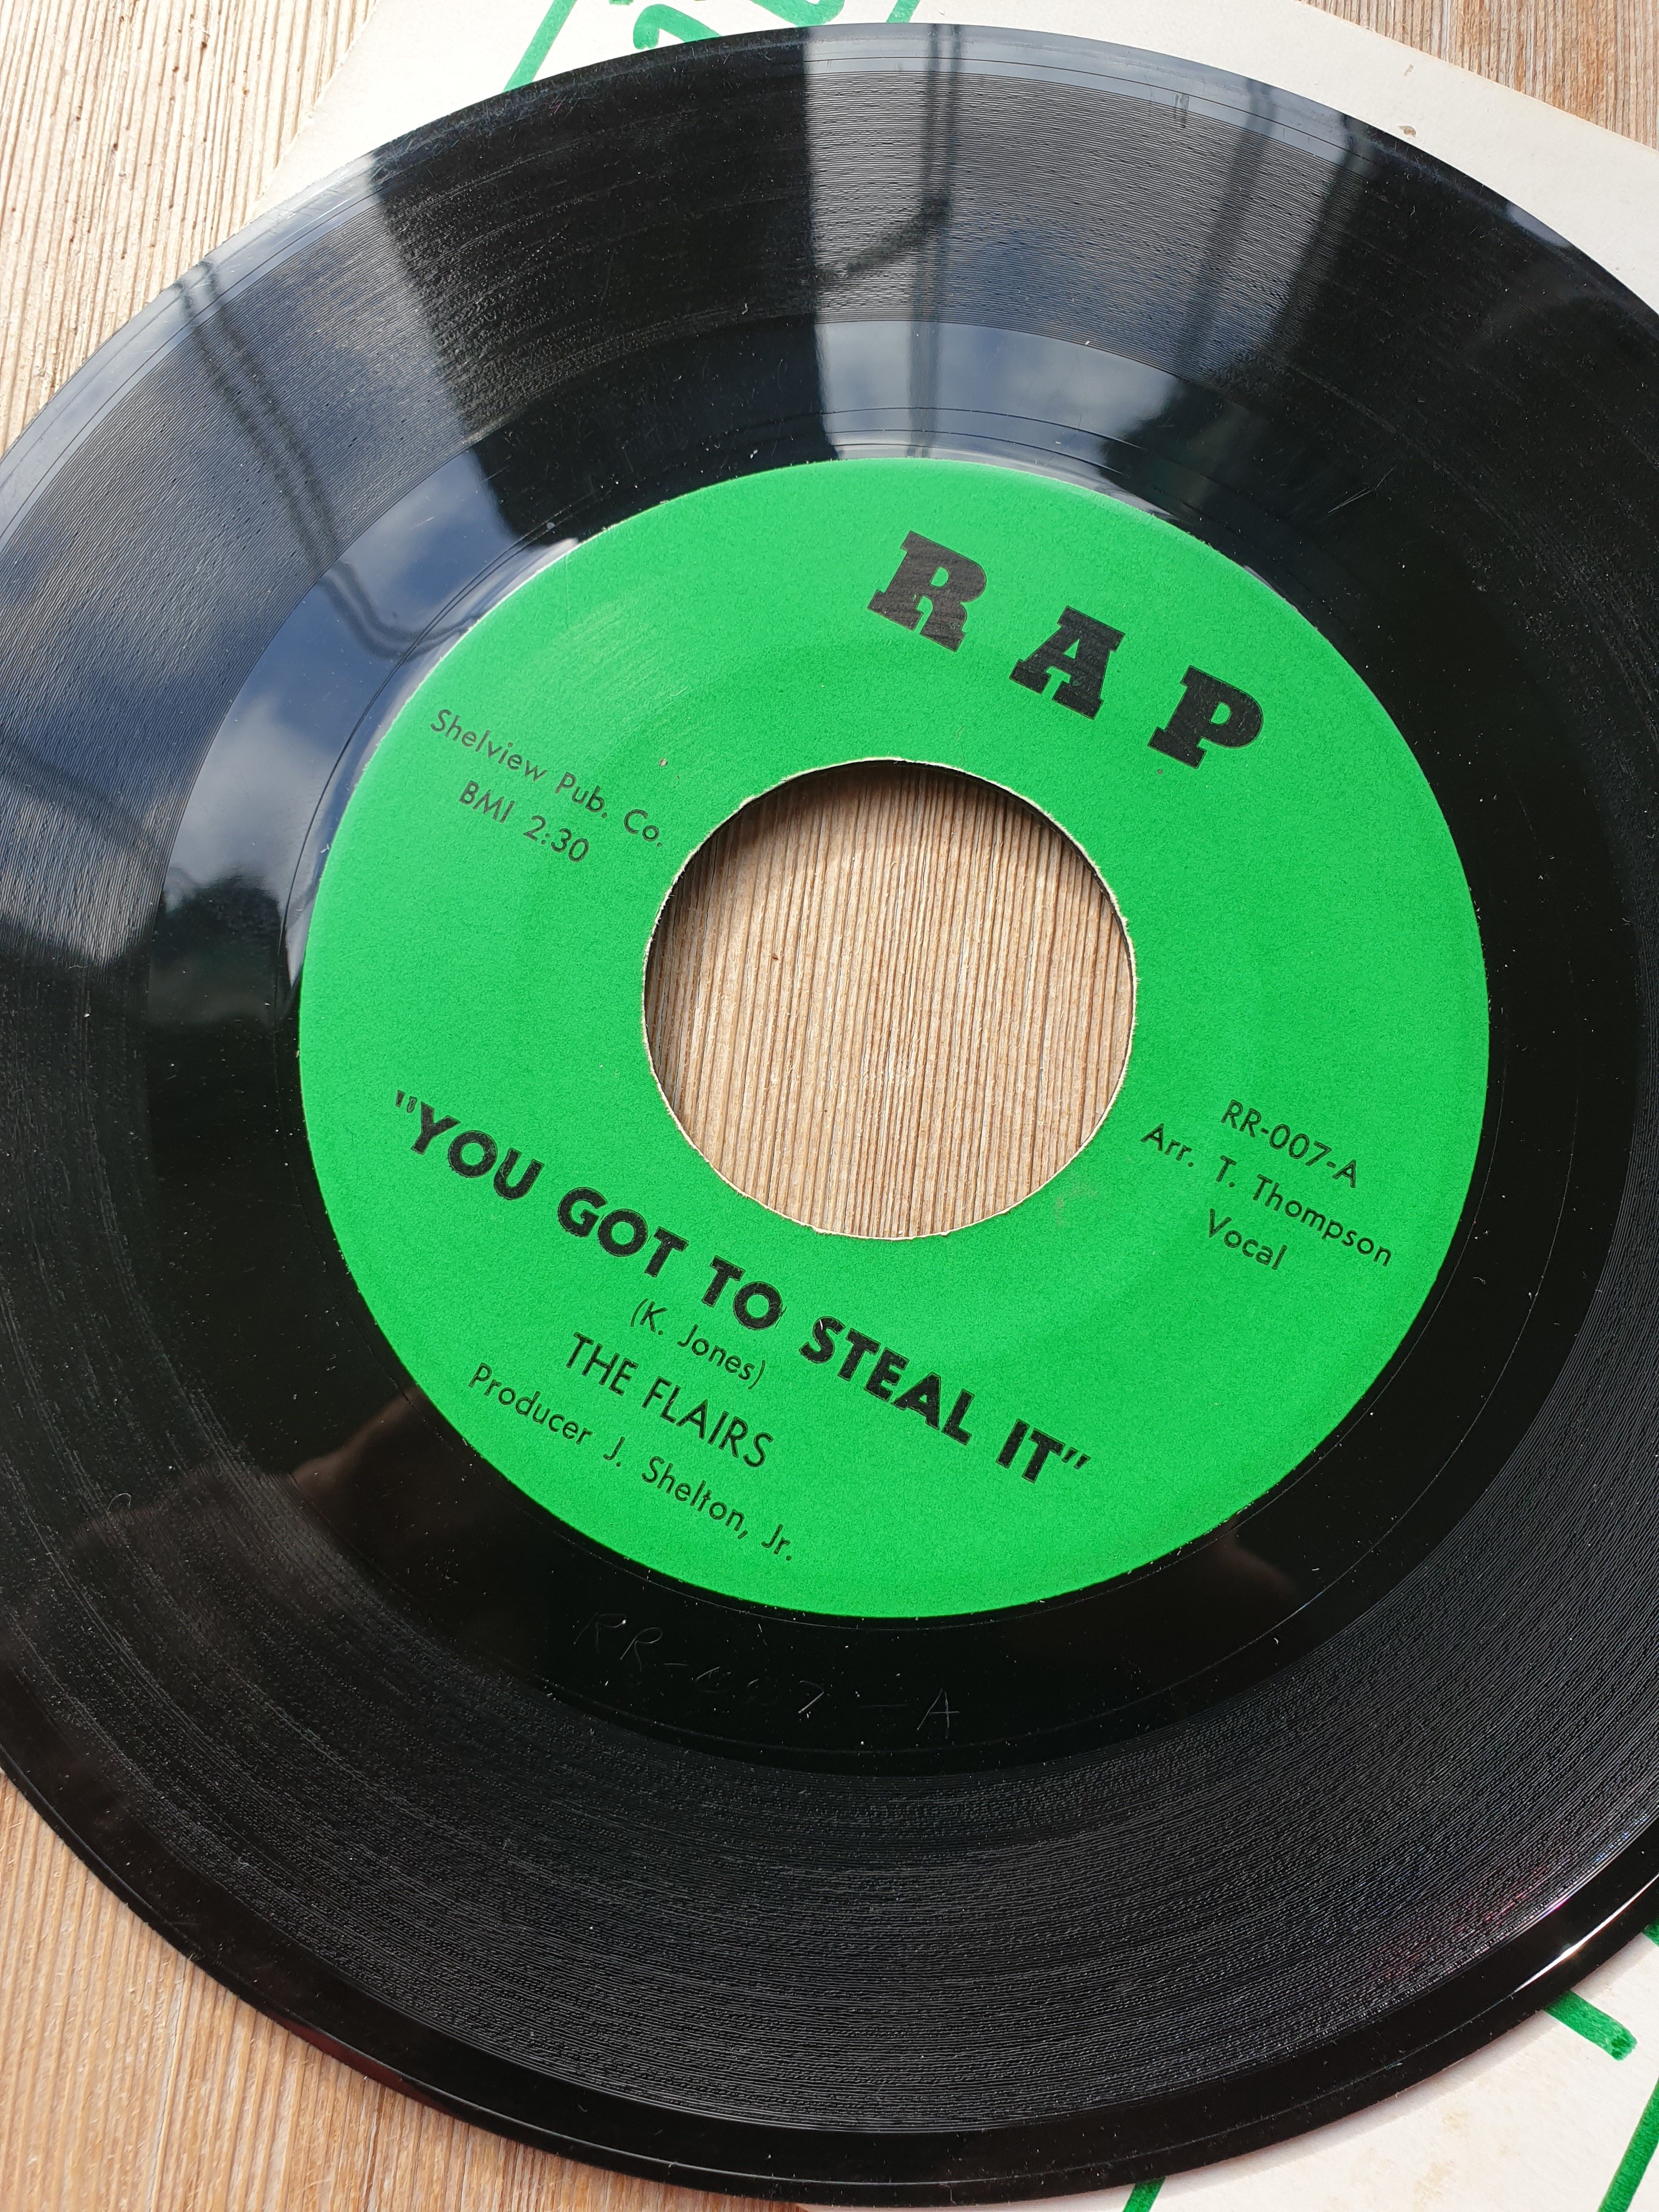 RAP
Shelview Pub. Co.
BMI 2:30
RR-007-A
Arr. T. Thompson
Vocal
"YOU GOT TO STEAL IT"
(K. Jones)
THE FLAIRS
Producer J. Shelton, Jr.
RR-007-A